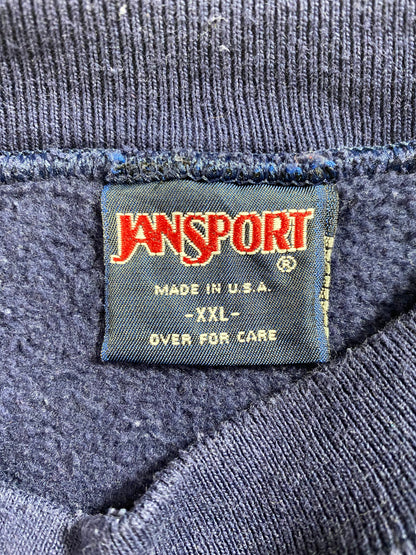 JANSPORT®
MADE IN U.S.A.
-XXL-
OVER FOR CARE